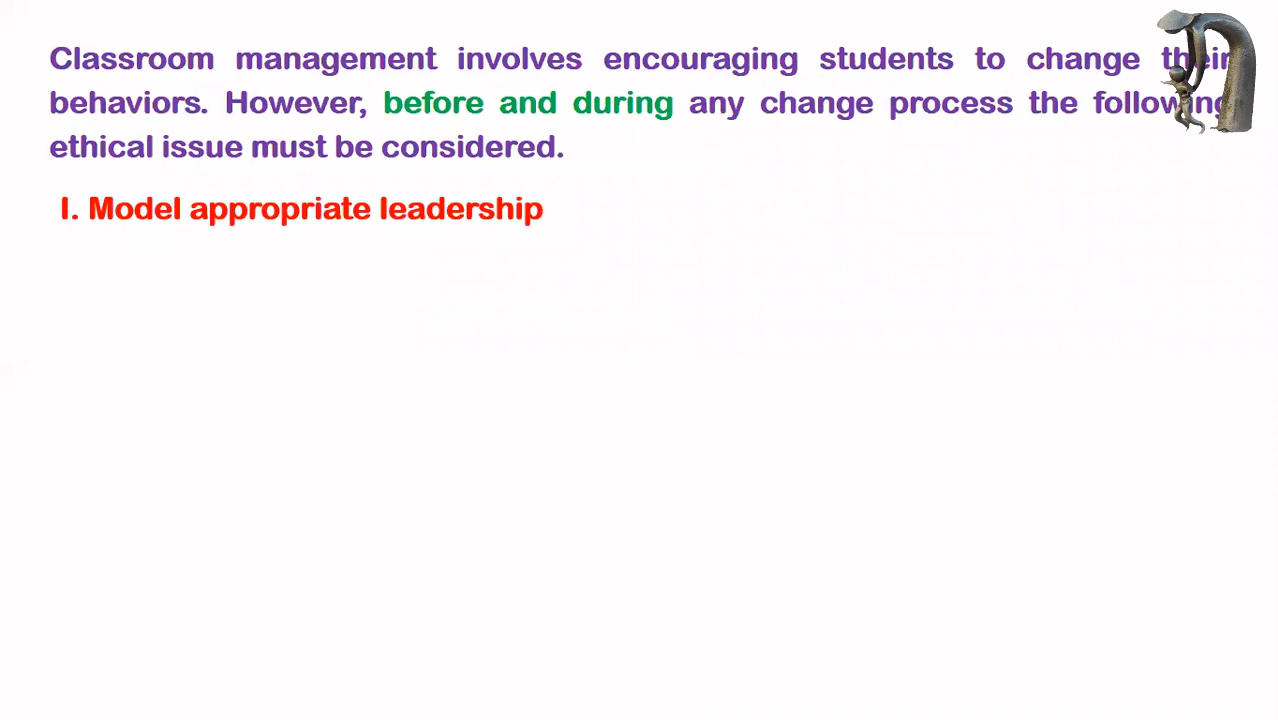 Classroom management involves encouraging students to change their
behaviors. However, before and during any change process the following
ethical issue must be considered.
I. Model appropriate leadership